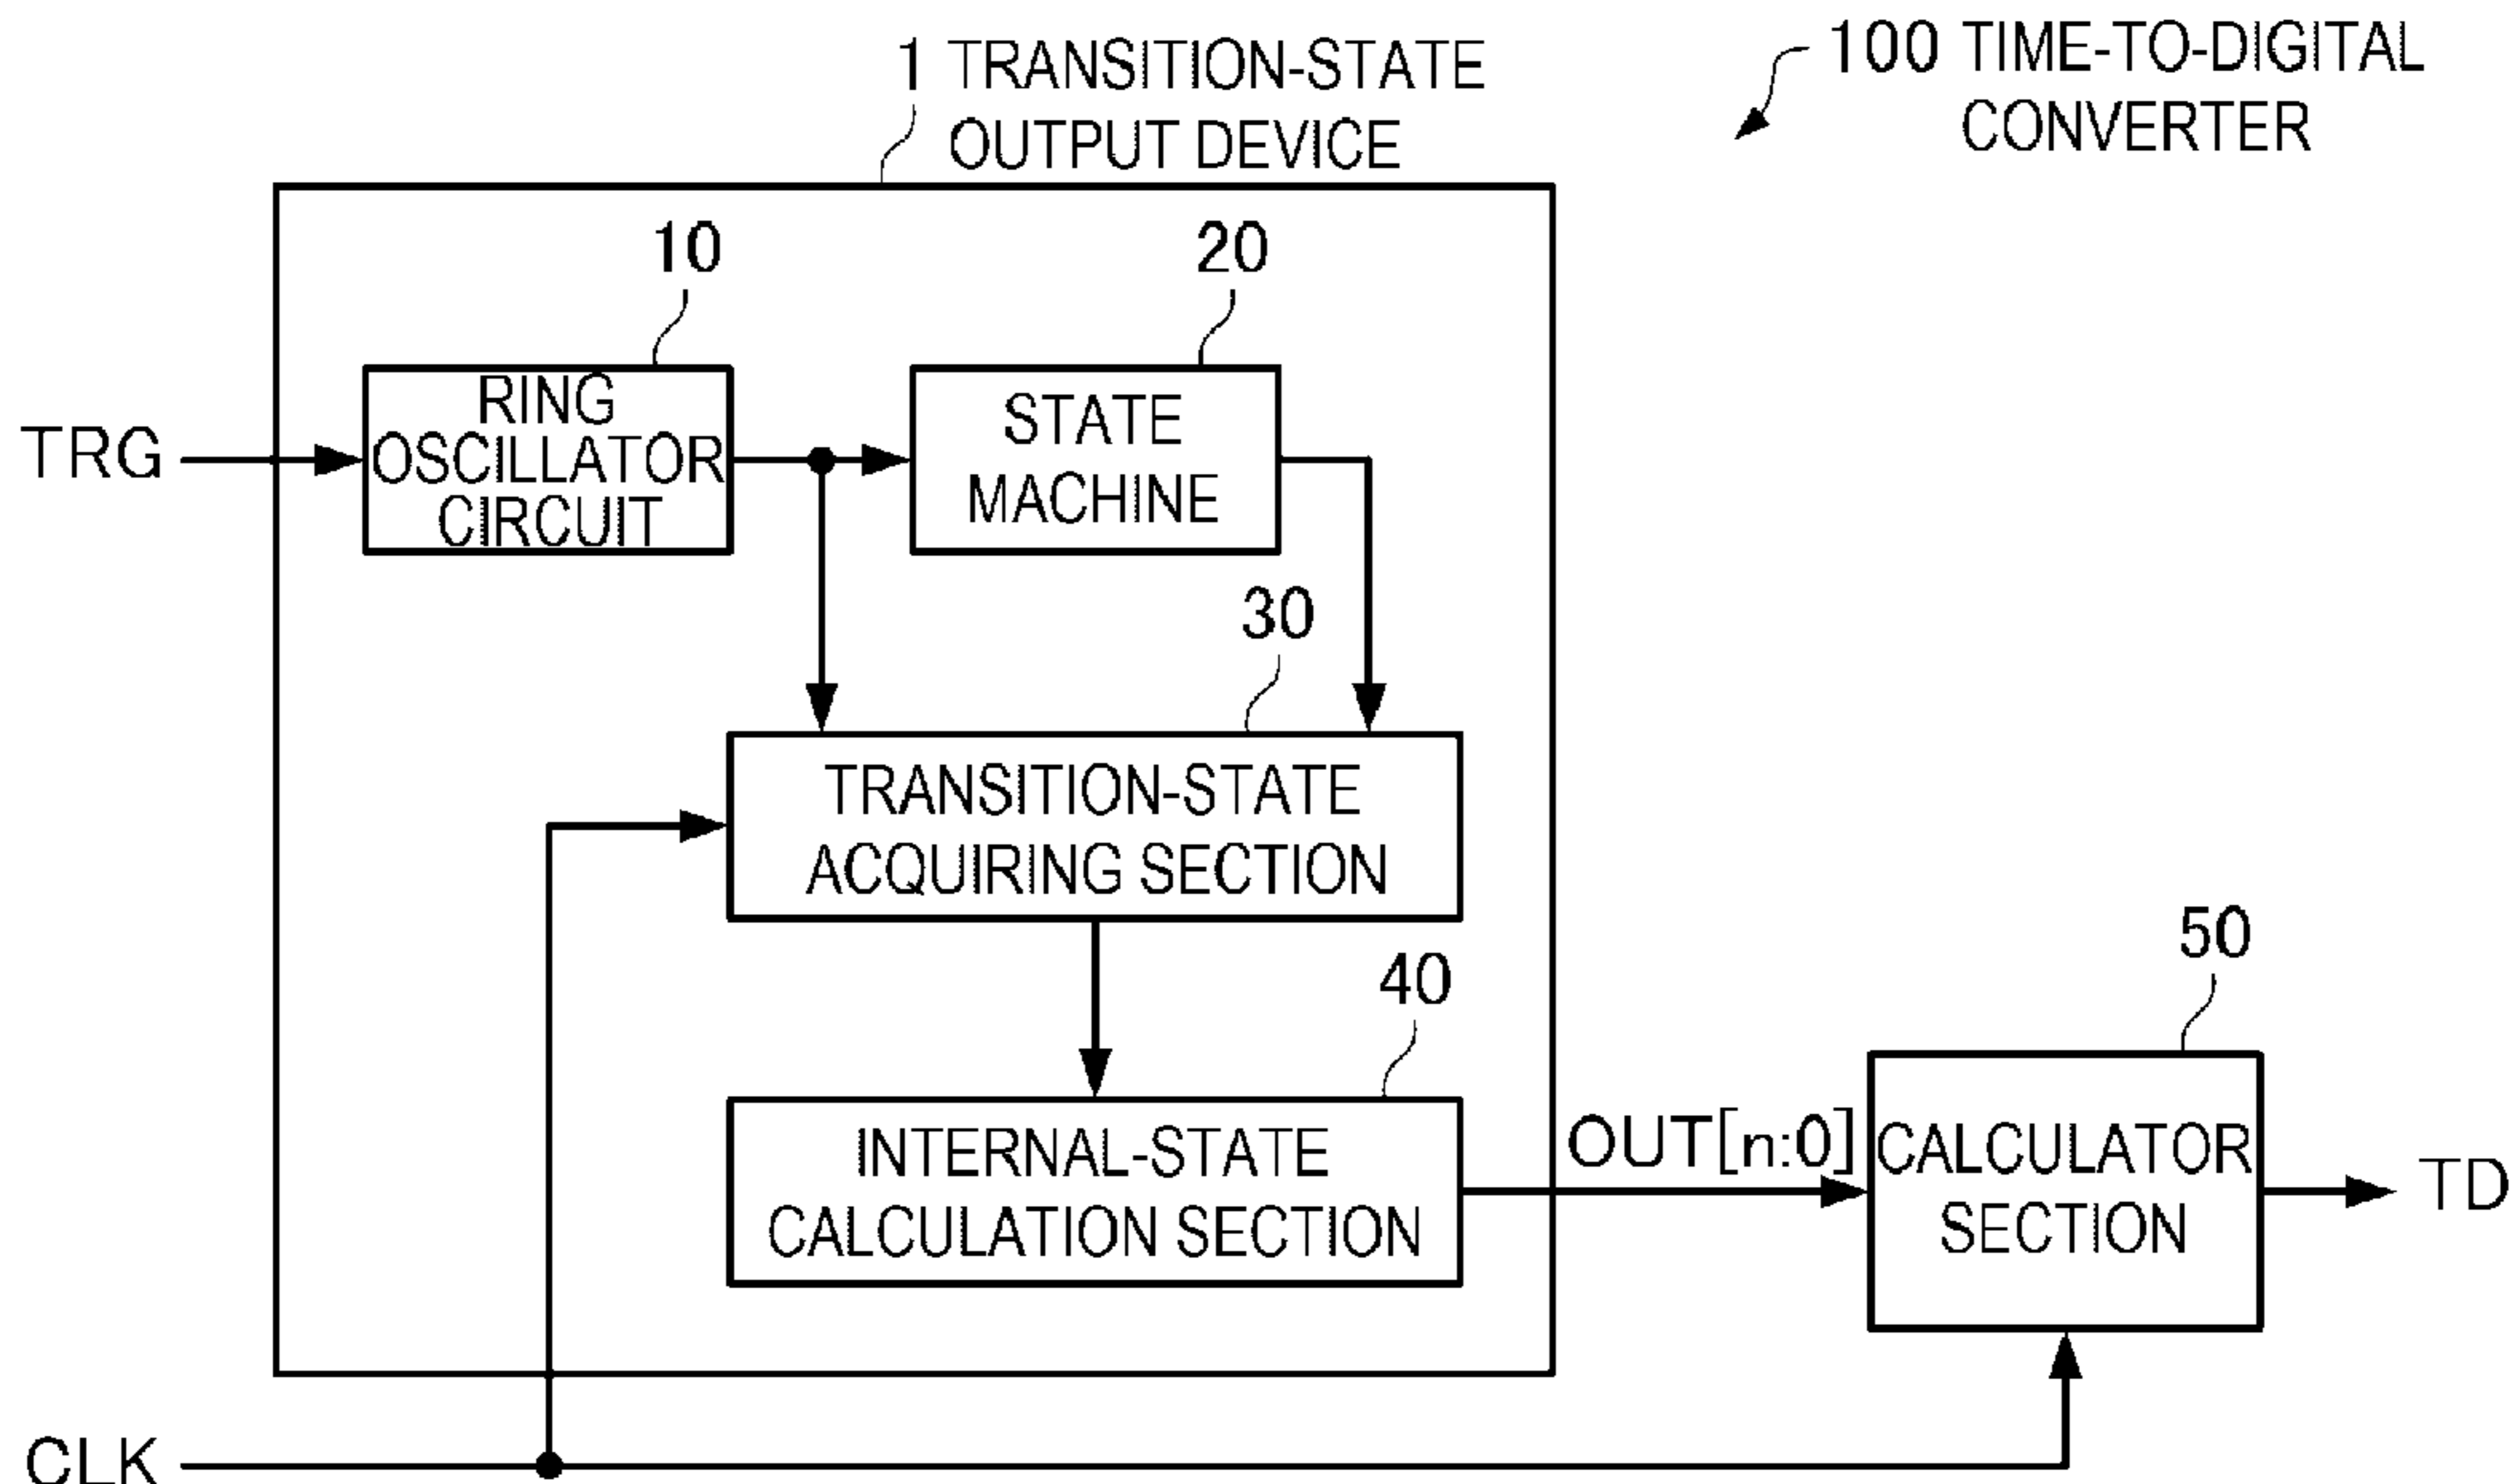 1 TRANSITION-STATE
OUTPUT DEVICE
100 TIME-TO-DIGITAL
CONVERTER
10
20
TRG
RING
OSCILLATOR
CIRCUIT
STATE
MACHINE
30
TRANSITION-STATE
ACQUIRING SECTION
40
INTERNAL-STATE
CALCULATION SECTION
OUT[n:0]
50
CALCULATOR
SECTION
TD
CLK